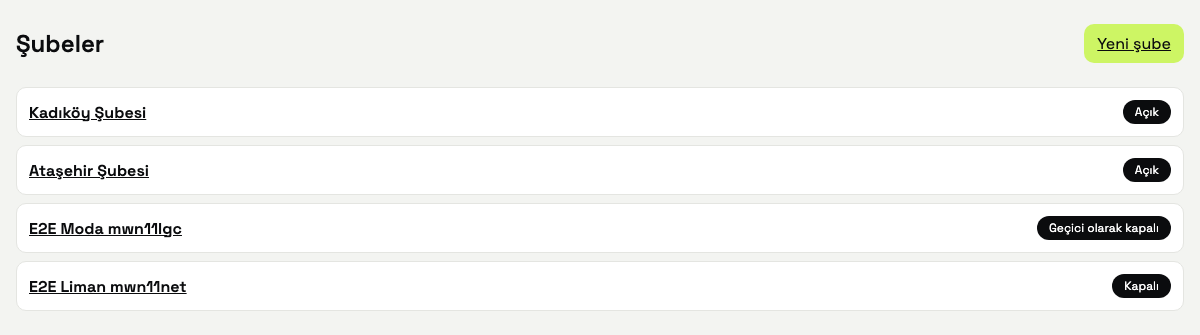 Şubeler
Yeni şube
Kadıköy Şubesi
Açık
Ataşehir Şubesi
Açık
E2E Moda mwn11lgc
Geçici olarak kapalı
E2E Liman mwn11net
Kapalı